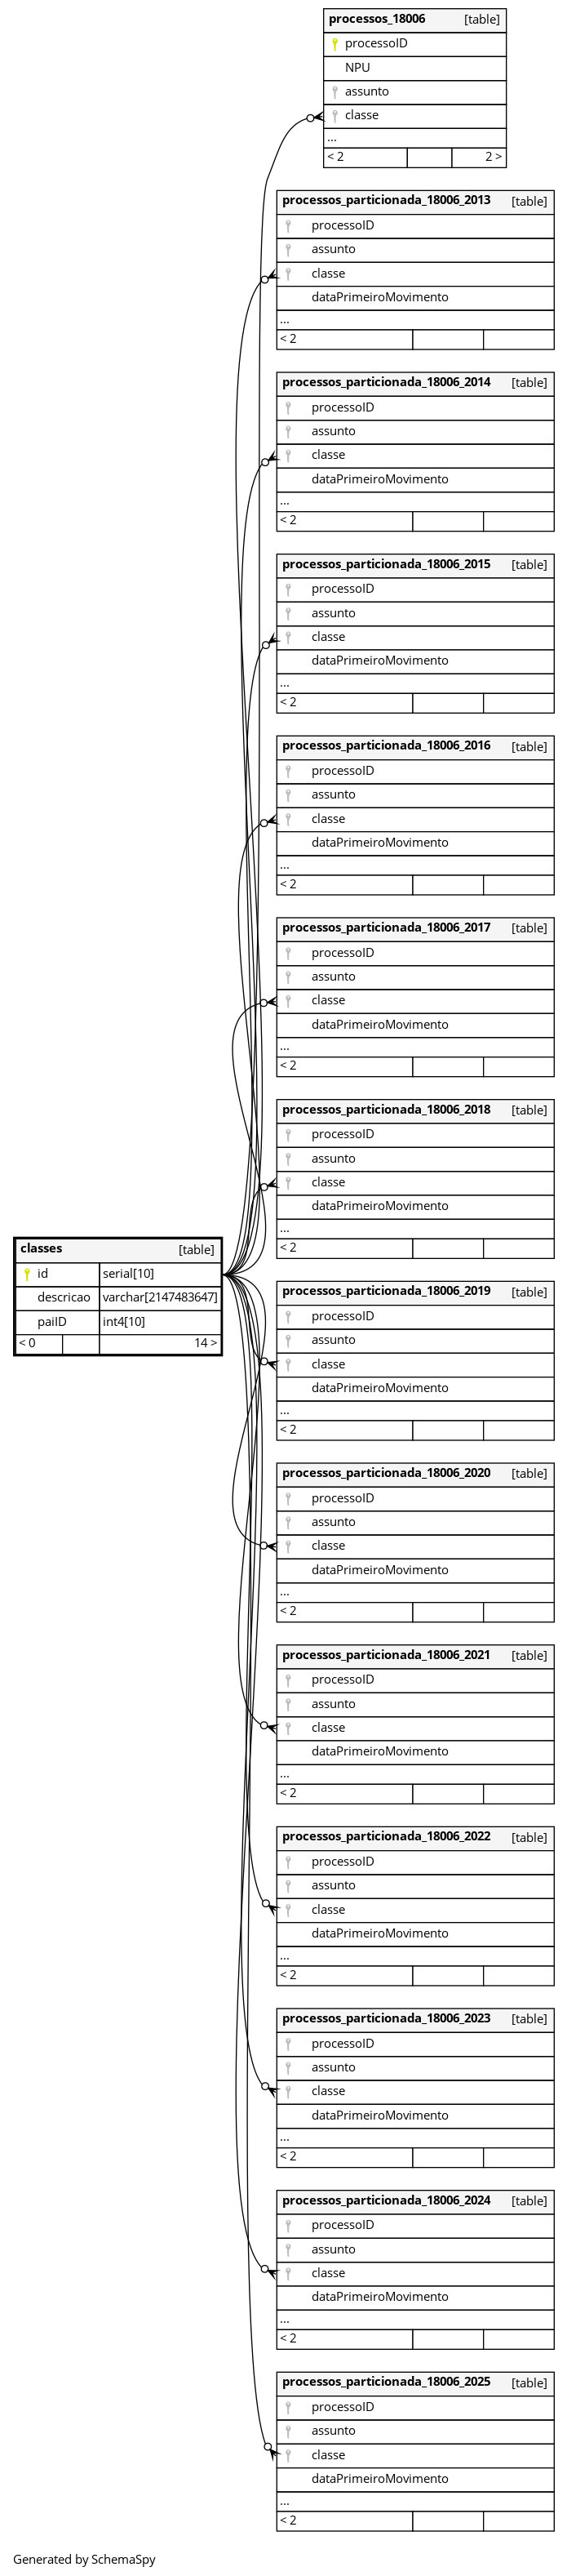 processos_18006 [table]
processoID
NPU
assunto
classe
...
< 2 2 >
processos_particionada_18006_2013 [table]
processoID
assunto
classe
dataPrimeiroMovimento
...
< 2
processos_particionada_18006_2014 [table]
processoID
assunto
classe
dataPrimeiroMovimento
...
< 2
processos_particionada_18006_2015 [table]
processoID
assunto
classe
dataPrimeiroMovimento
...
< 2
processos_particionada_18006_2016 [table]
processoID
assunto
classe
dataPrimeiroMovimento
...
< 2
processos_particionada_18006_2017 [table]
processoID
assunto
classe
dataPrimeiroMovimento
...
< 2
processos_particionada_18006_2018 [table]
processoID
assunto
classe
dataPrimeiroMovimento
...
< 2
classes [table]
id serial[10]
descricao varchar[2147483647]
paiID int4[10]
< 0 14 >
processos_particionada_18006_2019 [table]
processoID
assunto
classe
dataPrimeiroMovimento
...
< 2
processos_particionada_18006_2020 [table]
processoID
assunto
classe
dataPrimeiroMovimento
...
< 2
processos_particionada_18006_2021 [table]
processoID
assunto
classe
dataPrimeiroMovimento
...
< 2
processos_particionada_18006_2022 [table]
processoID
assunto
classe
dataPrimeiroMovimento
...
< 2
processos_particionada_18006_2023 [table]
processoID
assunto
classe
dataPrimeiroMovimento
...
< 2
processos_particionada_18006_2024 [table]
processoID
assunto
classe
dataPrimeiroMovimento
...
< 2
processos_particionada_18006_2025 [table]
processoID
assunto
classe
dataPrimeiroMovimento
...
< 2
Generated by SchemaSpy